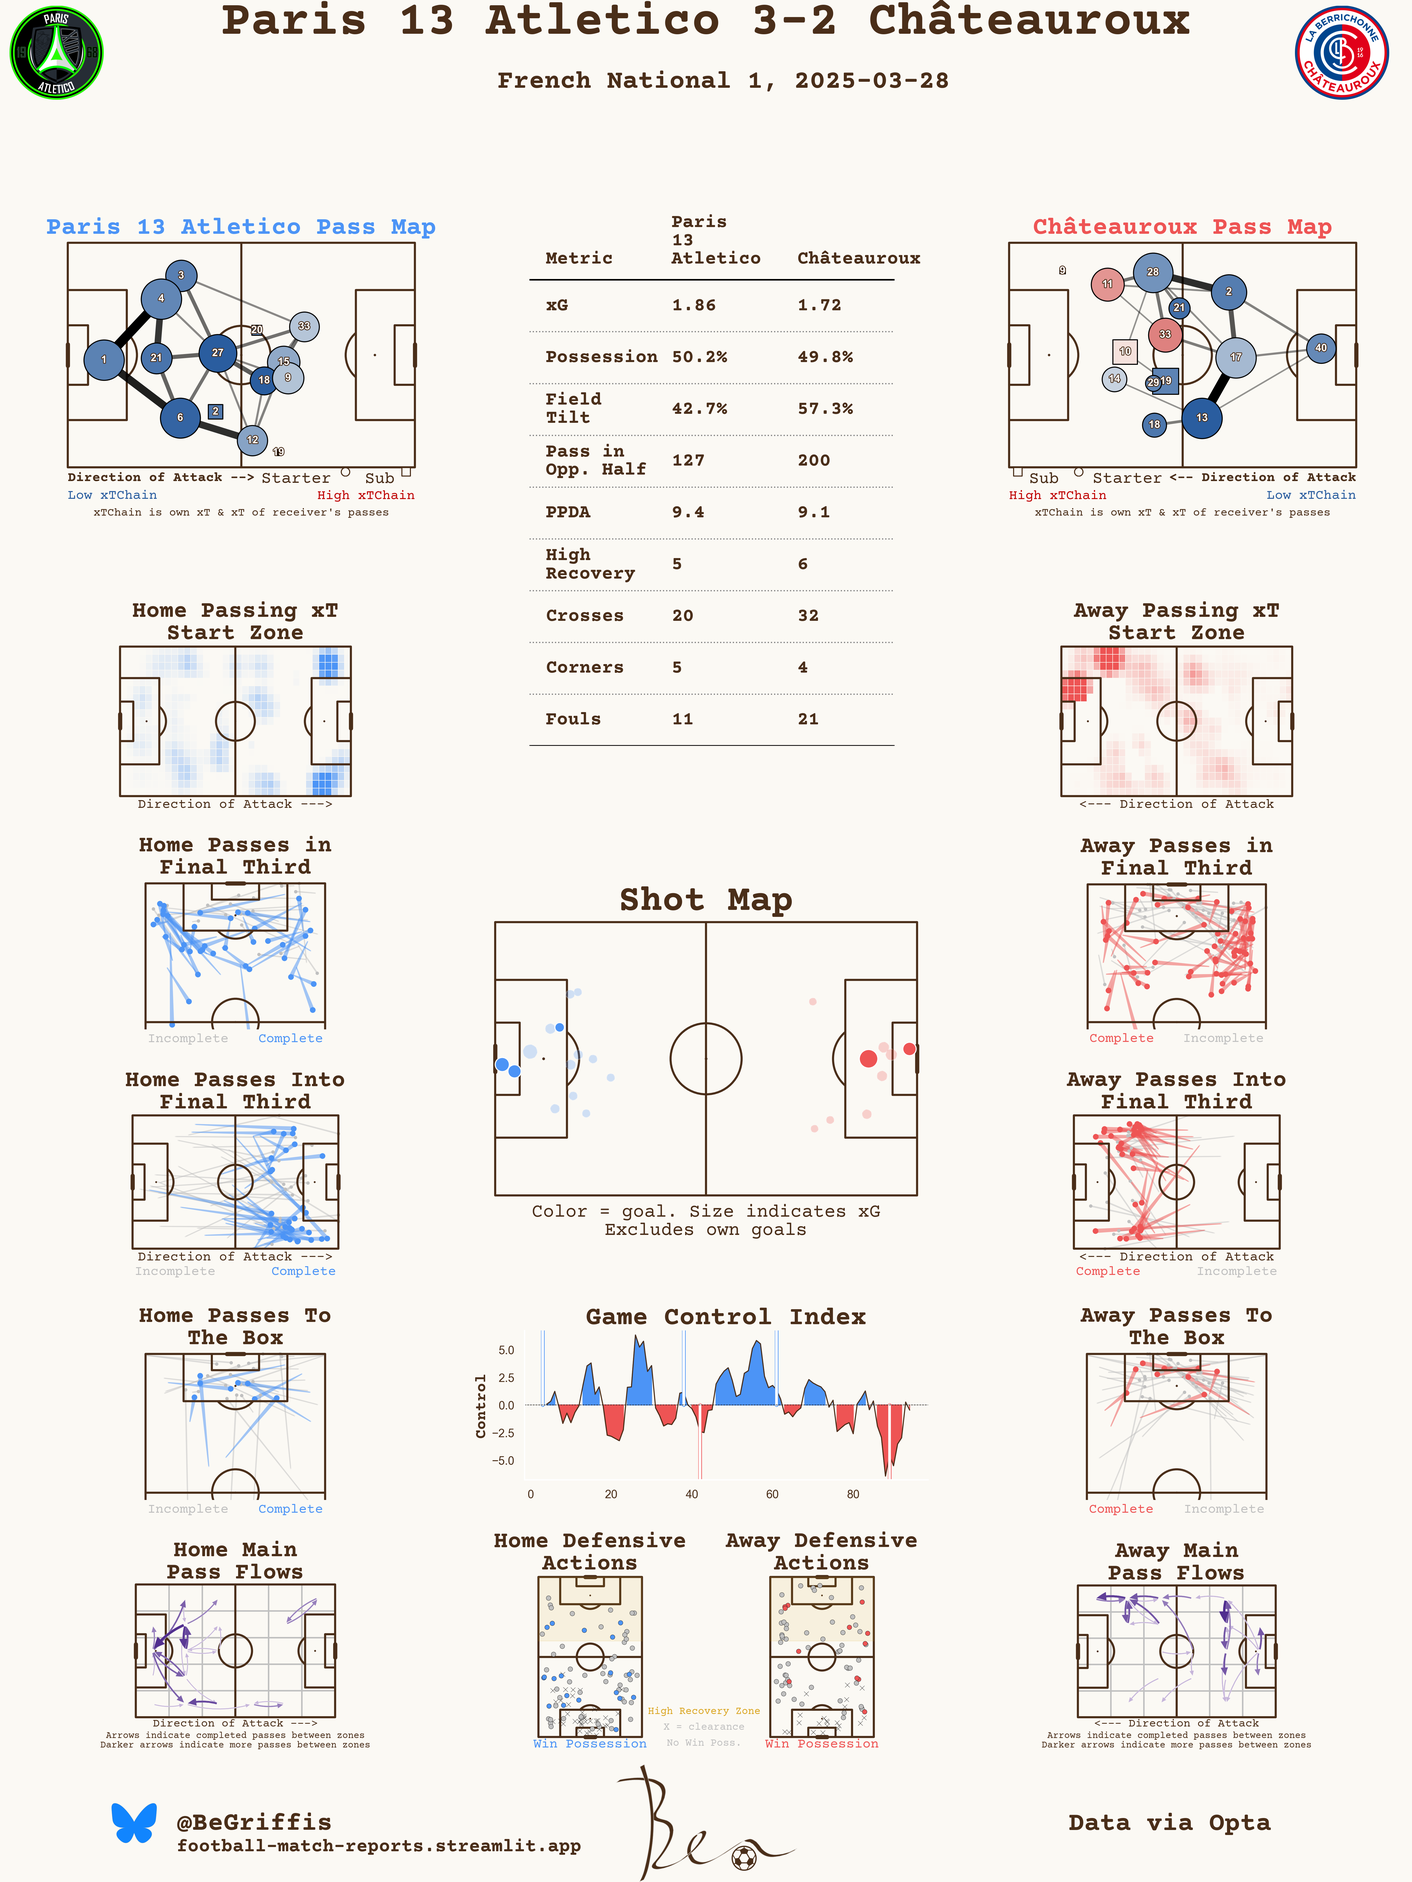 Paris 13 Atletico 3-2 Châteauroux
French National 1, 2025-03-28
PARIS
19 68
ATLETICO
LA BERRICHONNE
1916
CHÂTEAUROUX
Paris 13 Atletico Pass Map
3
4
33
20
1
21
27
15
18
9
6
2
12
19
Direction of Attack --> Starter Sub
Low xTChain High xTChain
xTChain is own xT & xT of receiver's passes
Paris
13
Metric Atletico Châteauroux
xG 1.86 1.72
Possession 50.2% 49.8%
Field
Tilt 42.7% 57.3%
Pass in
Opp. Half 127 200
PPDA 9.4 9.1
High
Recovery 5 6
Crosses 20 32
Corners 5 4
Fouls 11 21
Châteauroux Pass Map
9
28
11
2
21
33
40
10
17
14
29
19
18
13
Sub Starter <-- Direction of Attack
High xTChain Low xTChain
xTChain is own xT & xT of receiver's passes
Home Passing xT
Start Zone
Direction of Attack --->
Away Passing xT
Start Zone
<--- Direction of Attack
Home Passes in
Final Third
Incomplete Complete
Away Passes in
Final Third
Complete Incomplete
Shot Map
Color = goal. Size indicates xG
Excludes own goals
Home Passes Into
Final Third
Direction of Attack --->
Incomplete Complete
Away Passes Into
Final Third
<--- Direction of Attack
Complete Incomplete
Home Passes To
The Box
Incomplete Complete
Game Control Index
Control
5.0
2.5
0.0
−2.5
−5.0
0 20 40 60 80
Away Passes To
The Box
Complete Incomplete
Home Main
Pass Flows
Direction of Attack --->
Arrows indicate completed passes between zones
Darker arrows indicate more passes between zones
Home Defensive
Actions
Win Possession
High Recovery Zone
X = clearance
No Win Poss.
Away Defensive
Actions
Win Possession
Away Main
Pass Flows
<--- Direction of Attack
Arrows indicate completed passes between zones
Darker arrows indicate more passes between zones
@BeGriffis
football-match-reports.streamlit.app
Ben
Data via Opta